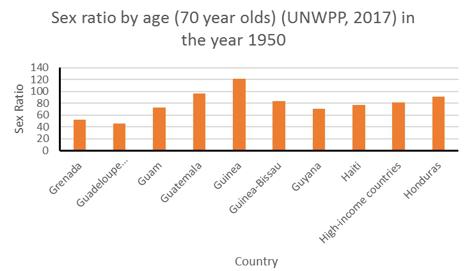 Sex ratio by age (70 year olds) (UNWPP, 2017) in
the year 1950
140
120
100
80
60
40
20
0
Sex Ratio
Grenada
Guadeloupe...
Guam
Guatemala
Guinea
Guinea-Bissau
Guyana
Haiti
High-income countries
Honduras
Country